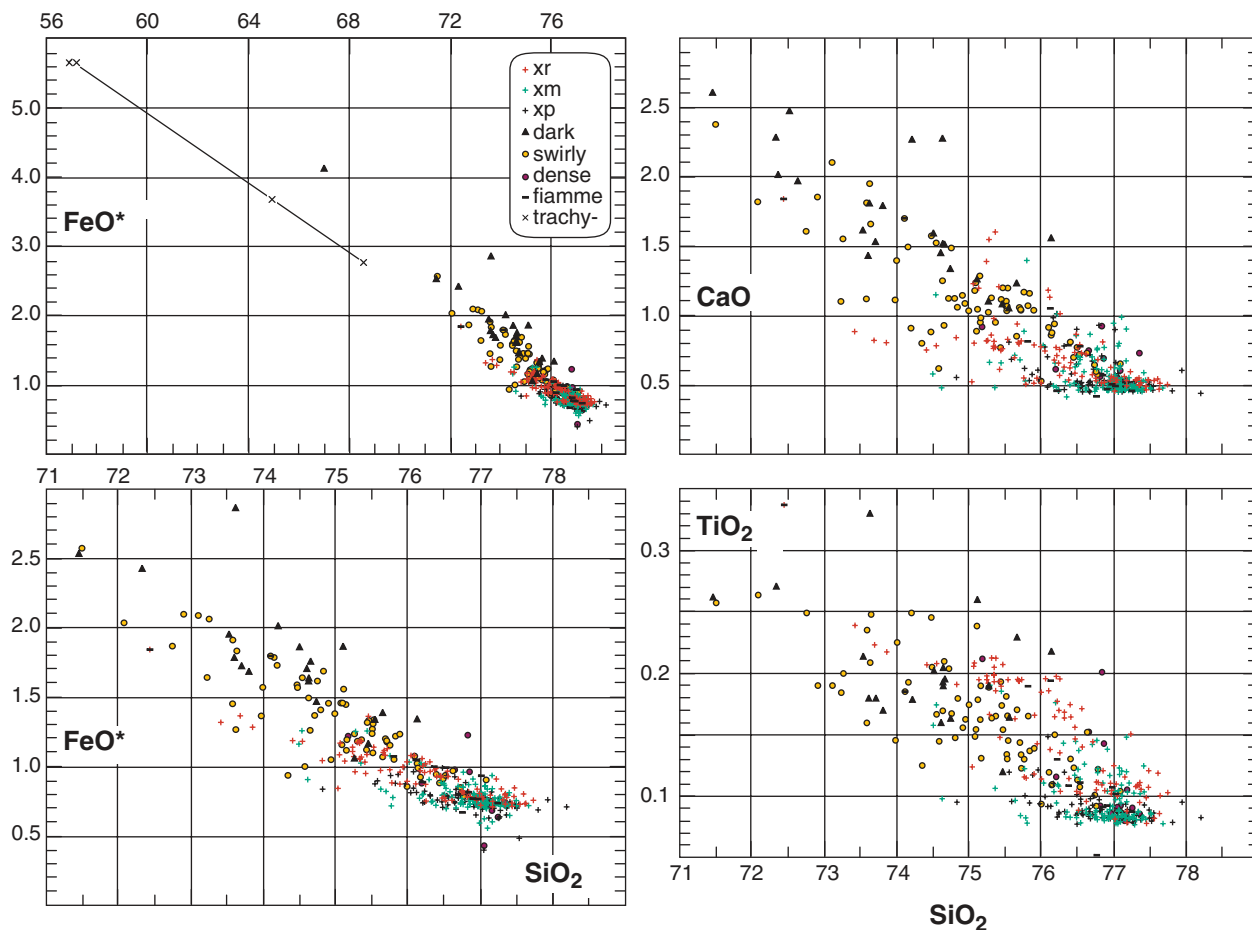 56 60 64 68 72 76
5.0
4.0
3.0
2.0
1.0
FeO*
xr
xm
xp
dark
swirly
dense
fiamme
trachy-
2.5
2.0
1.5
1.0
0.5
CaO
71 72 73 74 75 76 77 78
2.5
2.0
1.5
1.0
0.5
FeO*
SiO2
TiO2
0.3
0.2
0.1
71 72 73 74 75 76 77 78
SiO2